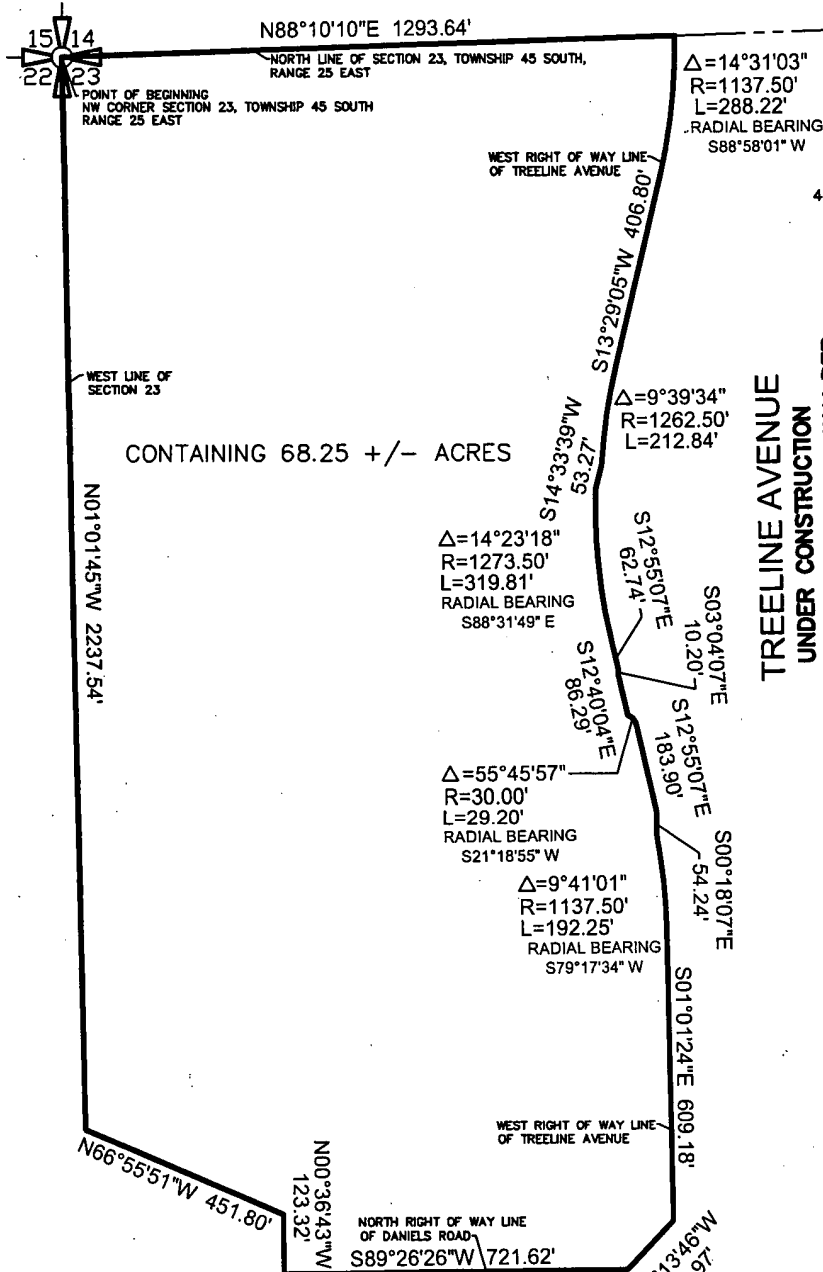 N88°10'10"E 1293.64'
15 14
22 23
NORTH LINE OF SECTION 23, TOWNSHIP 45 SOUTH,
RANGE 25 EAST
POINT OF BEGINNING
NW CORNER SECTION 23, TOWNSHIP 45 SOUTH
RANGE 25 EAST
Δ=14°31'03"
R=1137.50'
L=288.22'
RADIAL BEARING
S88°58'01" W
WEST RIGHT OF WAY LINE
OF TREELINE AVENUE
4
S13°29'05"W 406.80'
WEST LINE OF
SECTION 23
Δ=9°39'34"
R=1262.50'
L=212.84'
TREELINE AVENUE
UNDER CONSTRUCTION
CONTAINING 68.25 +/- ACRES
S14°33'39"W
53.27'
N01°01'45"W 2237.54'
Δ=14°23'18"
R=1273.50'
L=319.81'
RADIAL BEARING
S88°31'49" E
S12°55'07"E
62.74'
S03°04'07"E
10.20'
S12°40'04"E
86.29'
S12°55'07"E
183.90'
Δ=55°45'57"
R=30.00'
L=29.20'
RADIAL BEARING
S21°18'55" W
S00°18'07"E
54.24'
Δ=9°41'01"
R=1137.50'
L=192.25'
RADIAL BEARING
S79°17'34" W
S01°01'24"E 609.18'
WEST RIGHT OF WAY LINE
OF TREELINE AVENUE
N66°55'51"W 451.80'
N00°36'43"W
123.32'
NORTH RIGHT OF WAY LINE
OF DANIELS ROAD
S89°26'26"W 721.62'
13'46"W
97'